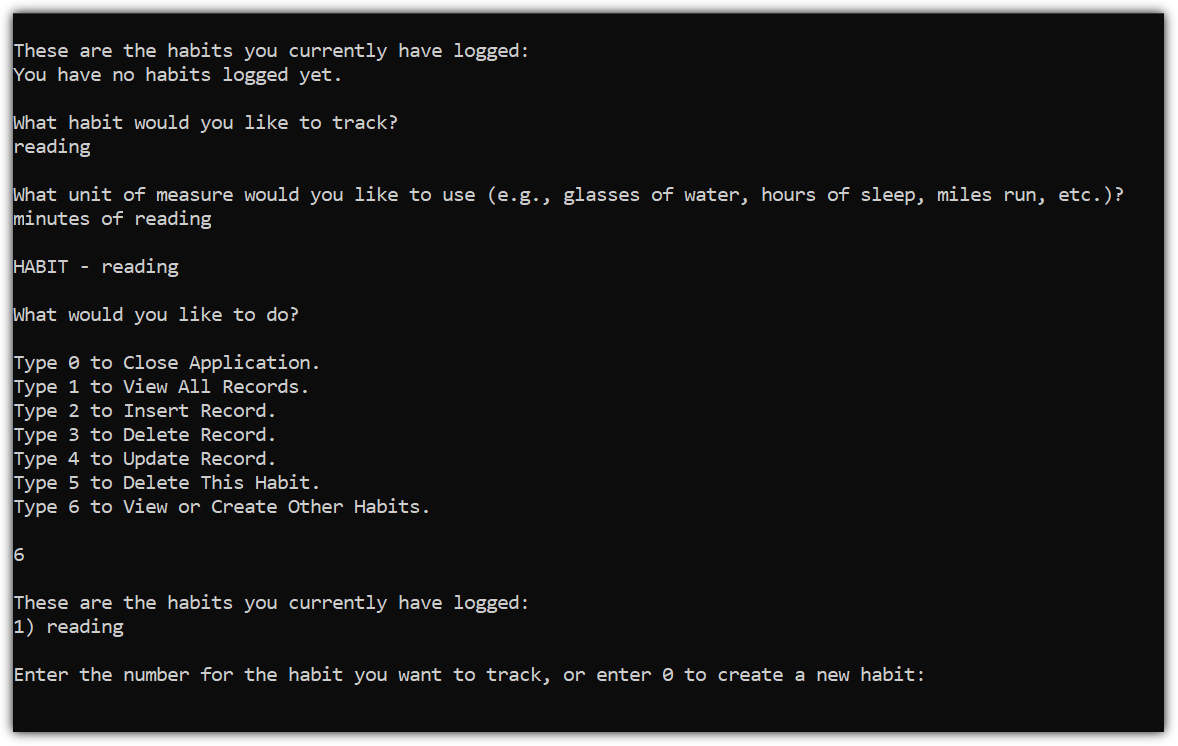 These are the habits you currently have logged:
You have no habits logged yet.
What habit would you like to track?
reading
What unit of measure would you like to use (e.g., glasses of water, hours of sleep, miles run, etc.)?
minutes of reading
HABIT - reading
What would you like to do?
Type 0 to Close Application.
Type 1 to View All Records.
Type 2 to Insert Record.
Type 3 to Delete Record.
Type 4 to Update Record.
Type 5 to Delete This Habit.
Type 6 to View or Create Other Habits.
6
These are the habits you currently have logged:
1) reading
Enter the number for the habit you want to track, or enter 0 to create a new habit: